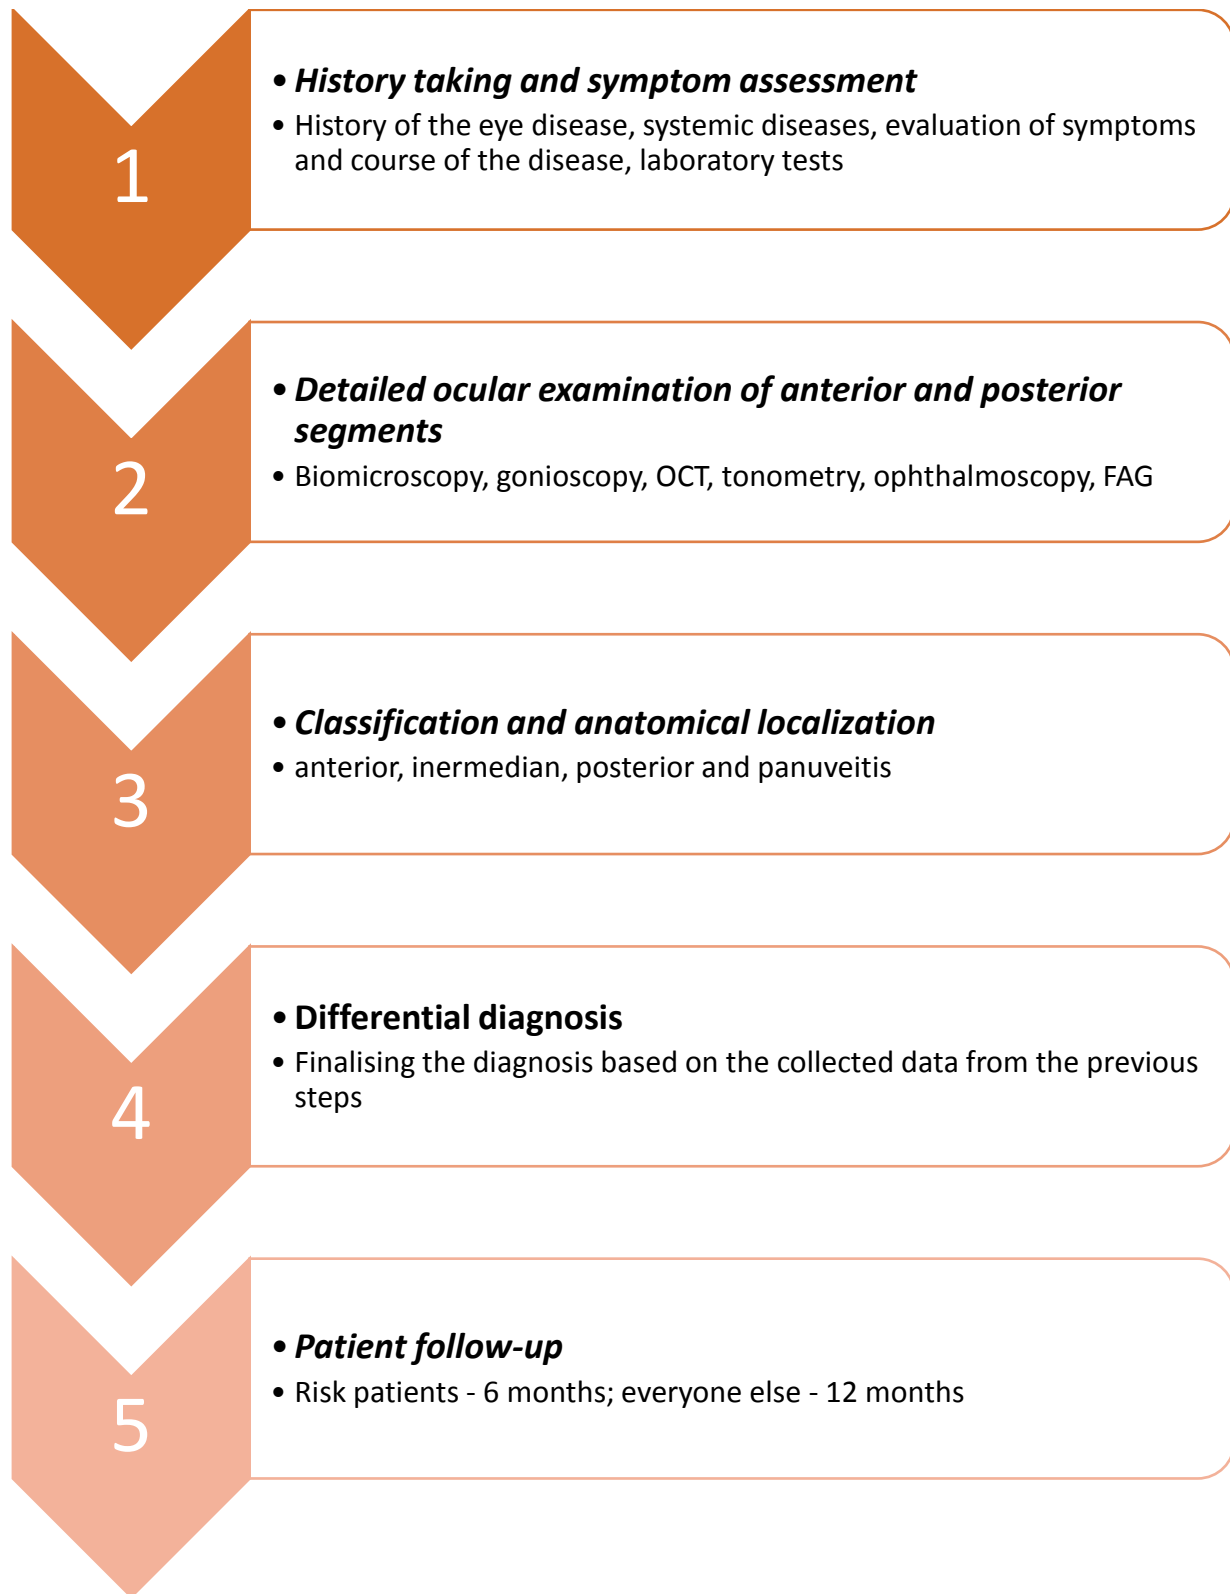 1
• History taking and symptom assessment
• History of the eye disease, systemic diseases, evaluation of symptoms
and course of the disease, laboratory tests
2
• Detailed ocular examination of anterior and posterior
segments
• Biomicroscopy, gonioscopy, OCT, tonometry, ophthalmoscopy, FAG
3
• Classification and anatomical localization
• anterior, inermedian, posterior and panuveitis
4
• Differential diagnosis
• Finalising the diagnosis based on the collected data from the previous
steps
5
• Patient follow-up
• Risk patients - 6 months; everyone else - 12 months